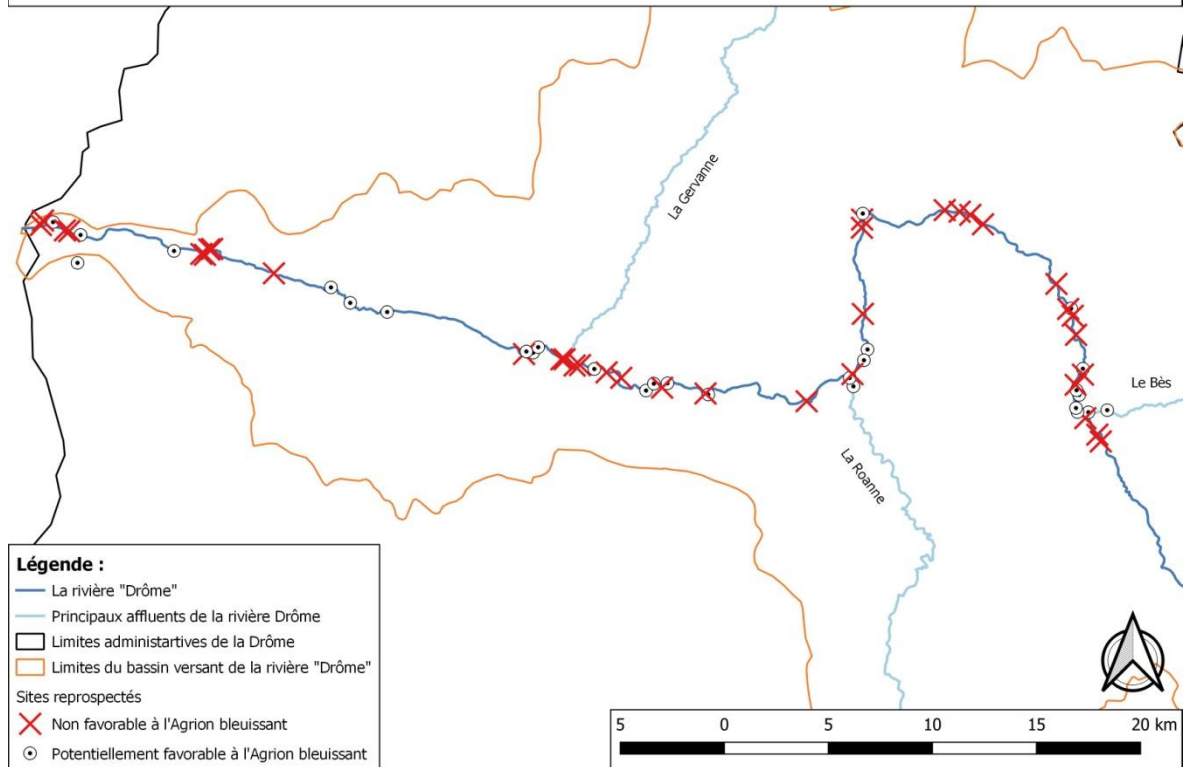 La Gervanne
Le Bès
La Roanne
Légende :
La rivière "Drôme"
Principaux affluents de la rivière Drôme
Limites administartives de la Drôme
Limites du bassin versant de la rivière "Drôme"
Sites reprospectés
Non favorable à l'Agrion bleuissant
Potentiellement favorable à l'Agrion bleuissant
5 0 5 10 15 20 km